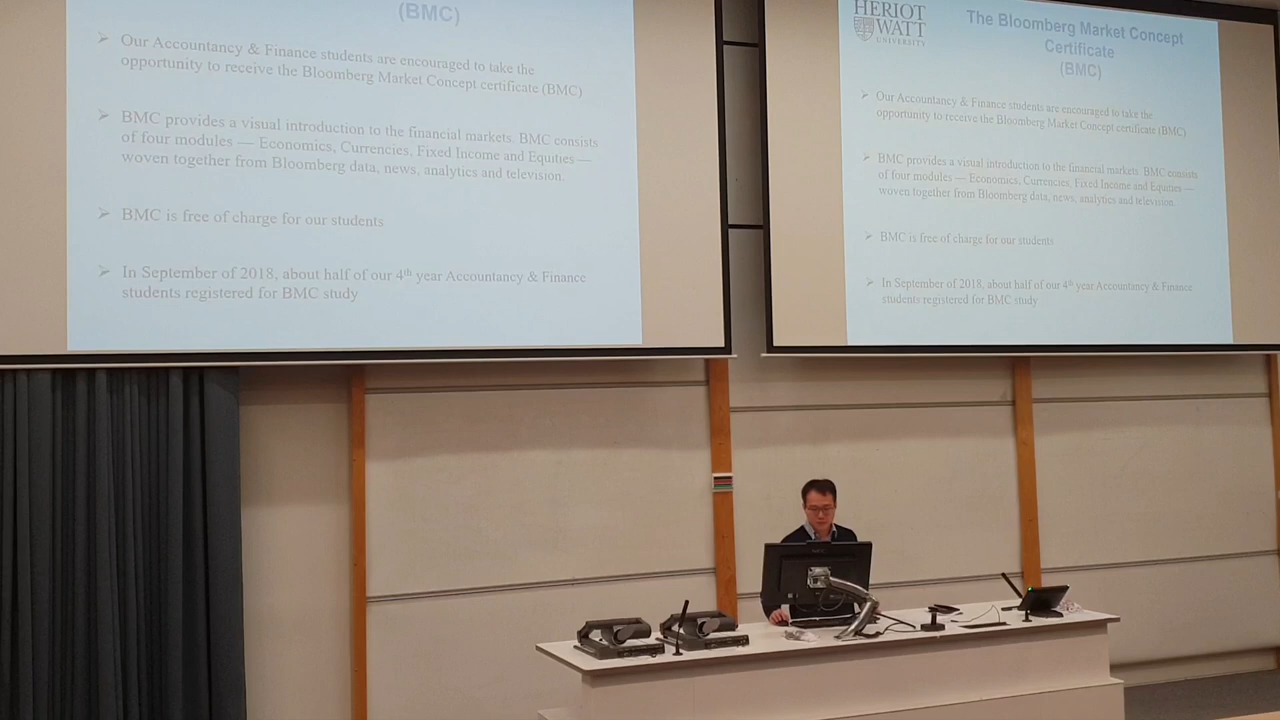 (BMC)
➢ Our Accountancy & Finance students are encouraged to take the
opportunity to receive the Bloomberg Market Concept certificate (BMC)
➢ BMC provides a visual introduction to the financial markets. BMC consists
of four modules — Economics, Currencies, Fixed Income and Equities —
woven together from Bloomberg data, news, analytics and television.
➢ BMC is free of charge for our students
➢ In September of 2018, about half of our 4th year Accountancy & Finance
students registered for BMC study
HERIOT
WATT
UNIVERSITY
The Bloomberg Market Concept
Certificate
(BMC)
➢ Our Accountancy & Finance students are encouraged to take the
opportunity to receive the Bloomberg Market Concept certificate (BMC)
➢ BMC provides a visual introduction to the financial markets. BMC consists
of four modules — Economics, Currencies, Fixed Income and Equities —
woven together from Bloomberg data, news, analytics and television.
➢ BMC is free of charge for our students
➢ In September of 2018, about half of our 4th year Accountancy & Finance
students registered for BMC study